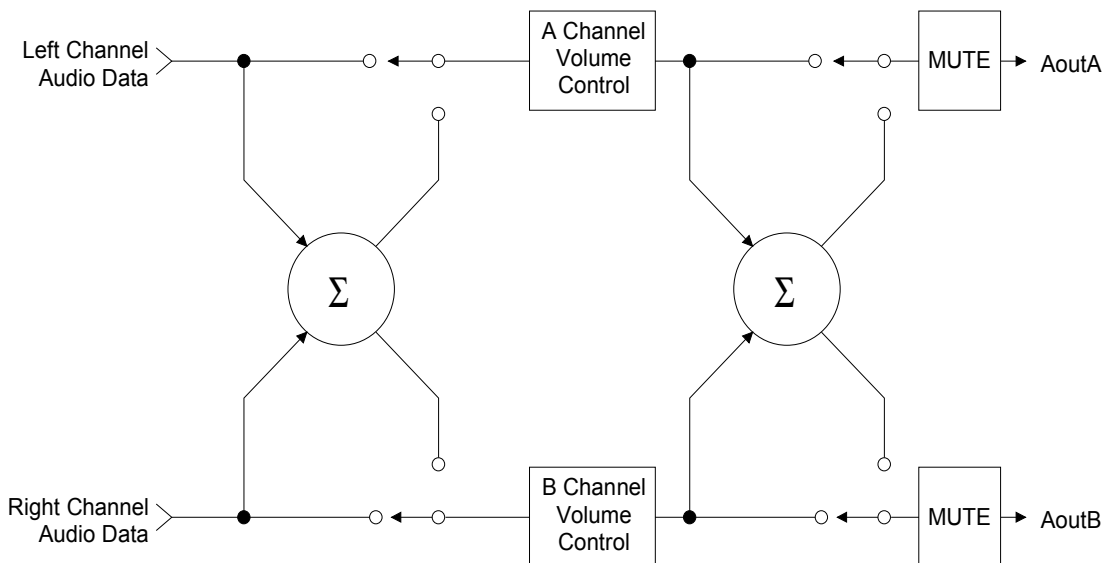 Left Channel
Audio Data
A Channel
Volume
Control
MUTE
AoutA
Σ
Σ
Right Channel
Audio Data
B Channel
Volume
Control
MUTE
AoutB